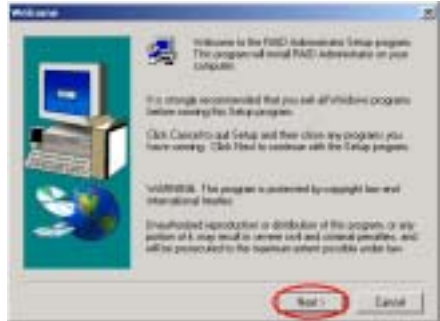 Welcome
Welcome to the RAID Administrator Setup program.
This program will install RAID Administrator on your
computer.
It is strongly recommended that you exit all Windows programs
before running this Setup program.
Click Cancel to quit Setup and then close any programs you
have running. Click Next to continue with the Setup program.
WARNING: This program is protected by copyright law and
international treaties.
Unauthorized reproduction or distribution of this program, or any
portion of it, may result in severe civil and criminal penalties, and
will be prosecuted to the maximum extent possible under law.
Next >
Cancel